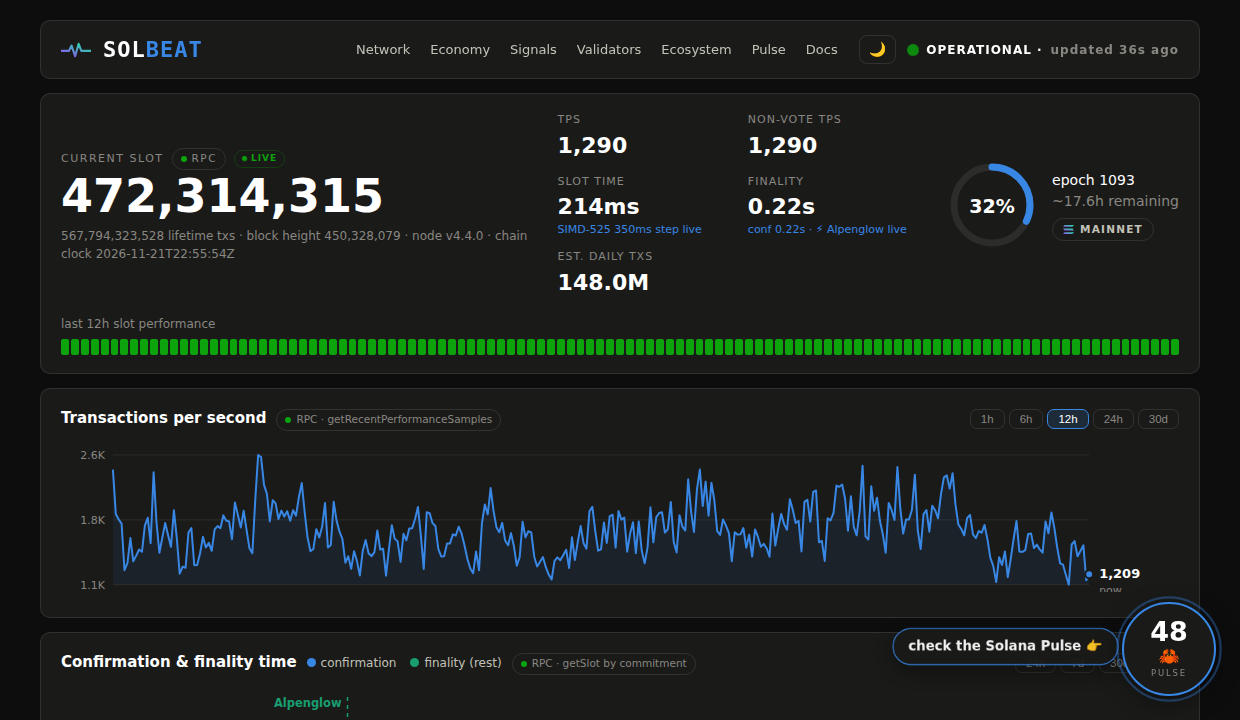 SOLBEAT
Network Economy Signals Validators Ecosystem Pulse Docs 🌙 OPERATIONAL · updated 36s ago
CURRENT SLOT RPC LIVE
472,314,315
567,794,323,528 lifetime txs · block height 450,328,079 · node v4.4.0 · chain
clock 2026-11-21T22:55:54Z
TPS
1,290
NON-VOTE TPS
1,290
SLOT TIME
214ms
SIMD-525 350ms step live
FINALITY
0.22s
conf 0.22s · ⚡ Alpenglow live
EST. DAILY TXS
148.0M
32%
epoch 1093
~17.6h remaining
MAINNET
last 12h slot performance
Transactions per second RPC · getRecentPerformanceSamples 1h 6h 12h 24h 30d
2.6K
1.8K
1.1K
1,209
now
Confirmation & finality time confirmation finality (rest) RPC · getSlot by commitment
Alpenglow
check the Solana Pulse 👉
48
🦀
PULSE